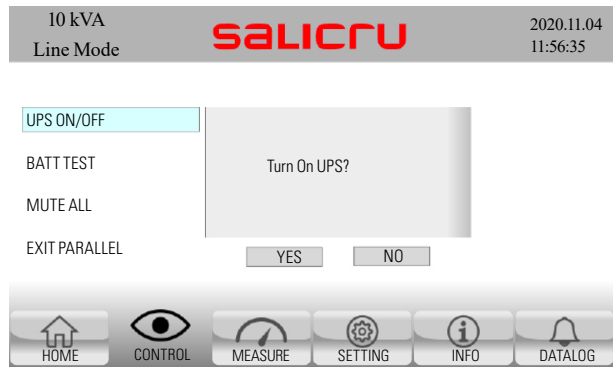 10 kVA
Line Mode
salicru
2020.11.04
11:56:35
UPS ON/OFF
BATT TEST
MUTE ALL
EXIT PARALLEL
Turn On UPS?
YES NO
HOME CONTROL MEASURE SETTING INFO DATALOG